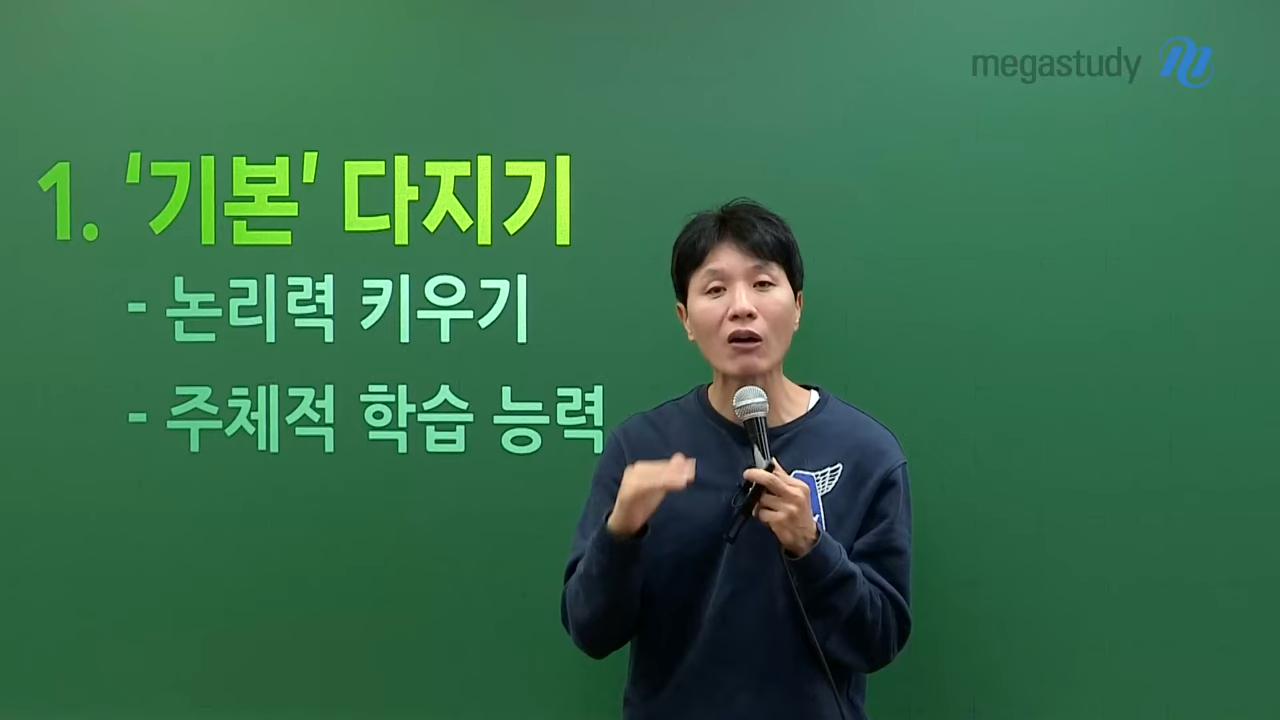 megastudy
1. '기본' 다지기
- 논리력 키우기
- 주체적 학습 능력